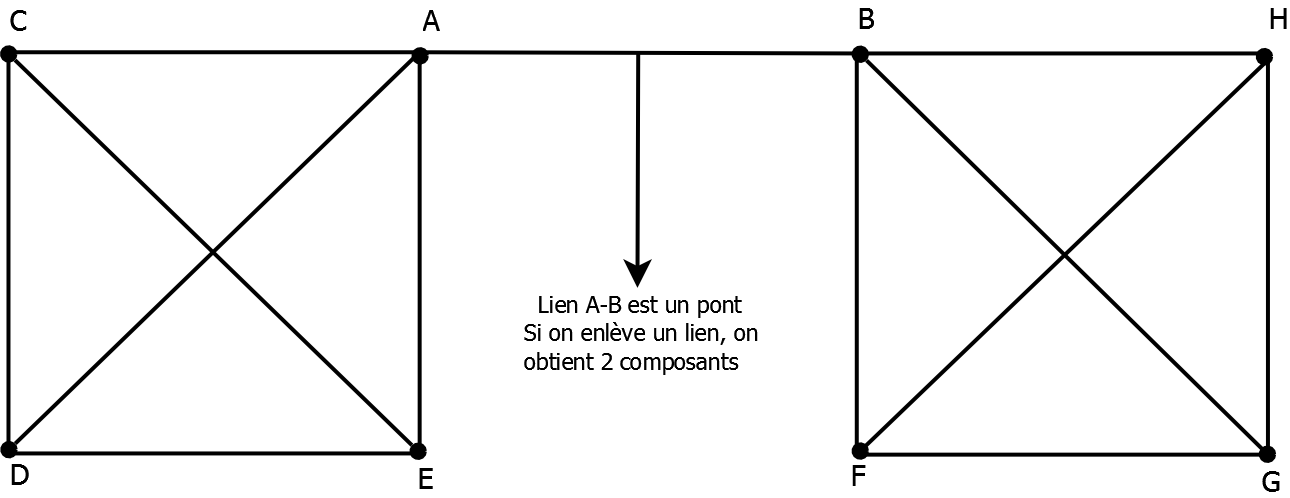 C
A
B
H
Lien A-B est un pont
Si on enlève un lien, on
obtient 2 composants
D
E
F
G